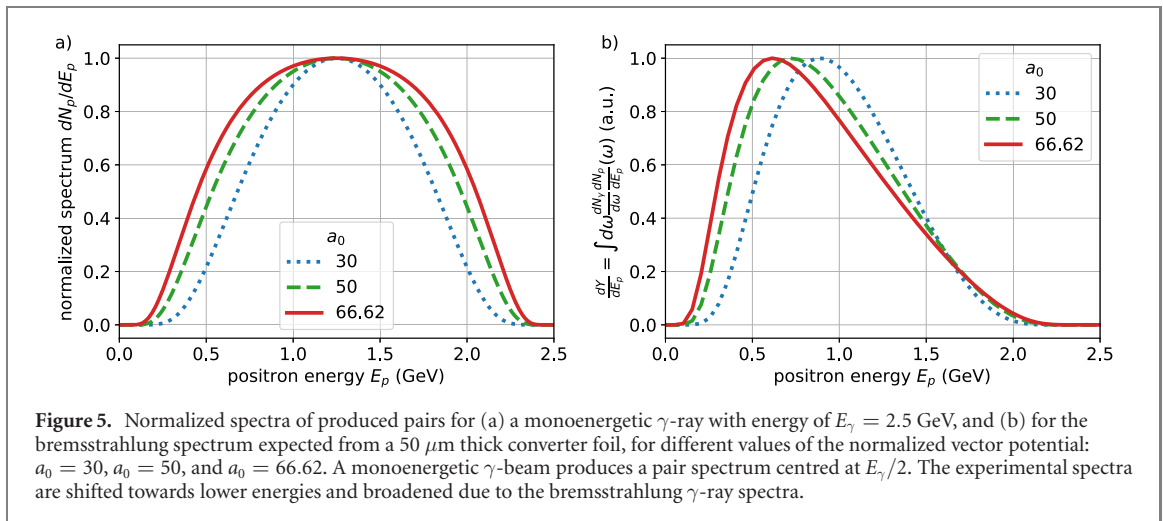 a)
1.0
0.8
0.6
0.4
0.2
0.0
normalized spectrum dN_p/dE_p
a_0
30
50
66.62
0.0 0.5 1.0 1.5 2.0 2.5
positron energy E_p (GeV)
b)
1.0
0.8
0.6
0.4
0.2
0.0
dY/dE_p = ∫ dω dN_γ/dω dN_p/dE_p (ω) (a.u.)
a_0
30
50
66.62
0.0 0.5 1.0 1.5 2.0 2.5
positron energy E_p (GeV)
Figure 5. Normalized spectra of produced pairs for (a) a monoenergetic γ-ray with energy of E_γ = 2.5 GeV, and (b) for the
bremsstrahlung spectrum expected from a 50 μm thick converter foil, for different values of the normalized vector potential:
a_0 = 30, a_0 = 50, and a_0 = 66.62. A monoenergetic γ-beam produces a pair spectrum centred at E_γ/2. The experimental spectra
are shifted towards lower energies and broadened due to the bremsstrahlung γ-ray spectra.